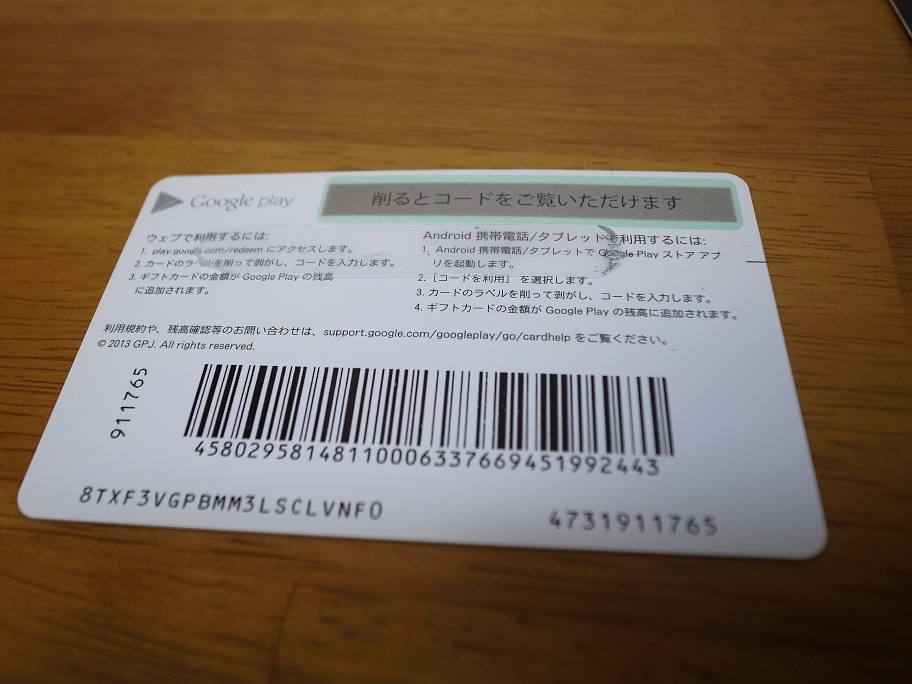 Google play
削るとコードをご覧いただけます
ウェブで利用するには:
1. play.google.com/redeem にアクセスします。
2. カードのラベルを削って剥がし、コードを入力します。
3. ギフトカードの金額が Google Play の残高
に追加されます。
Android 携帯電話/タブレットで利用するには:
1. Android 携帯電話/タブレットで Google Play ストア アプ
リを起動します。
2. [コードを利用] を選択します。
3. カードのラベルを削って剥がし、コードを入力します。
4. ギフトカードの金額が Google Play の残高に追加されます。
利用規約や、残高確認等のお問い合わせは、support.google.com/googleplay/go/cardhelp をご覧ください。
© 2013 GPJ. All rights reserved.
911765
45802958148110006337669451992443
8TXF3VGPBMM3LSCLVNF0
4731911765